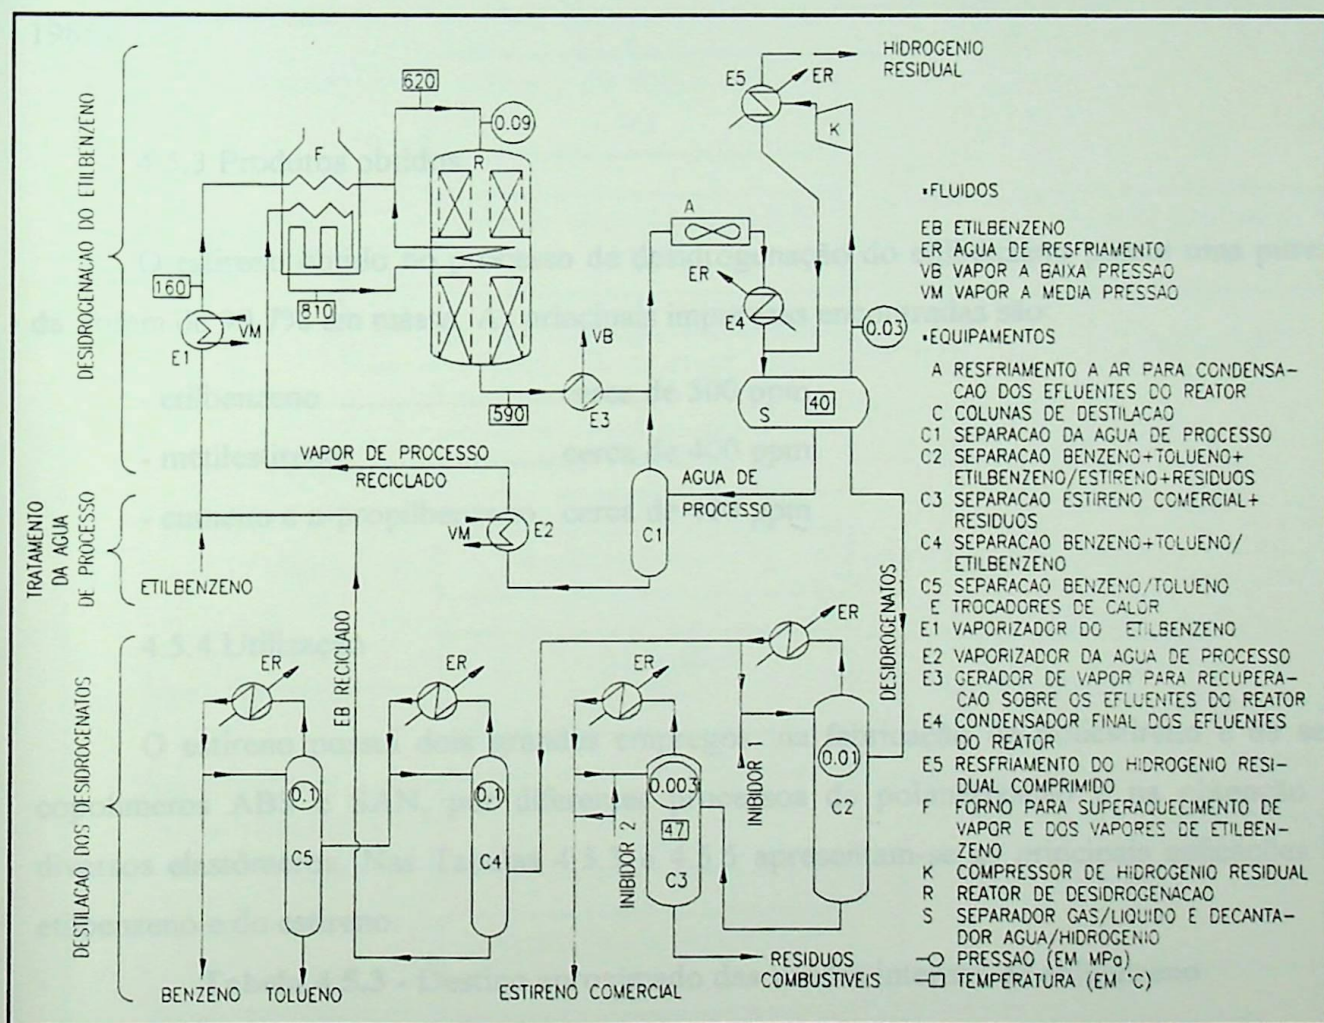 198
4.5.3 Produtos obtidos
HIDROGENIO
RESIDUAL
620
0.09
E5
ER
K
F
R
A
160
810
E1
VM
590
VB
E3
ER
E4
0.03
S
40
VAPOR DE PROCESSO
RECICLADO
AGUA DE
PROCESSO
VM
E2
C1
ETILBENZENO
DESIDROGENACAO DO ETILBENZENO
TRATAMENTO
DA AGUA
DE PROCESSO
DESTILACAO DOS DESIDROGENATOS
•FLUIDOS
EB ETILBENZENO
ER AGUA DE RESFRIAMENTO
VB VAPOR A BAIXA PRESSAO
VM VAPOR A MEDIA PRESSAO
•EQUIPAMENTOS
A RESFRIAMENTO A AR PARA CONDENSA-
CAO DOS EFLUENTES DO REATOR
C COLUNAS DE DESTILACAO
C1 SEPARACAO DA AGUA DE PROCESSO
C2 SEPARACAO BENZENO+TOLUENO+
ETILBENZENO/ESTIRENO+RESIDUOS
C3 SEPARACAO ESTIRENO COMERCIAL+
RESIDUOS
C4 SEPARACAO BENZENO+TOLUENO/
ETILBENZENO
C5 SEPARACAO BENZENO/TOLUENO
E TROCADORES DE CALOR
E1 VAPORIZADOR DO ETILBENZENO
E2 VAPORIZADOR DA AGUA DE PROCESSO
E3 GERADOR DE VAPOR PARA RECUPERA-
CAO SOBRE OS EFLUENTES DO REATOR
E4 CONDENSADOR FINAL DOS EFLUENTES
DO REATOR
E5 RESFRIAMENTO DO HIDROGENIO RESI-
DUAL COMPRIMIDO
F FORNO PARA SUPERAQUECIMENTO DE
VAPOR E DOS VAPORES DE ETILBEN-
ZENO
K COMPRESSOR DE HIDROGENIO RESIDUAL
R REATOR DE DESIDROGENACAO
S SEPARADOR GAS/LIQUIDO E DECANTA-
DOR AGUA/HIDROGENIO
PRESSAO (EM MPa)
TEMPERATURA (EM °C)
4.5.4 Utilização
ER
ER
ER
ER
EB RECICLADO
DESIDROGENATOS
INIBIDOR 1
INIBIDOR 2
0.1
C5
0.1
C4
0.003
47
C3
0.01
C2
BENZENO
TOLUENO
ESTIRENO COMERCIAL
RESIDUOS
COMBUSTIVEIS